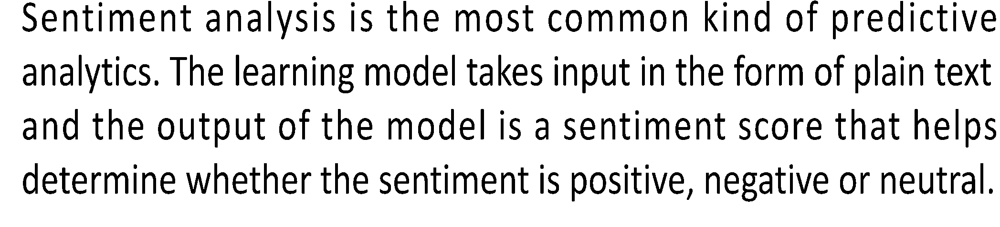 Sentiment analysis is the most common kind of predictive
analytics. The learning model takes input in the form of plain text
and the output of the model is a sentiment score that helps
determine whether the sentiment is positive, negative or neutral.